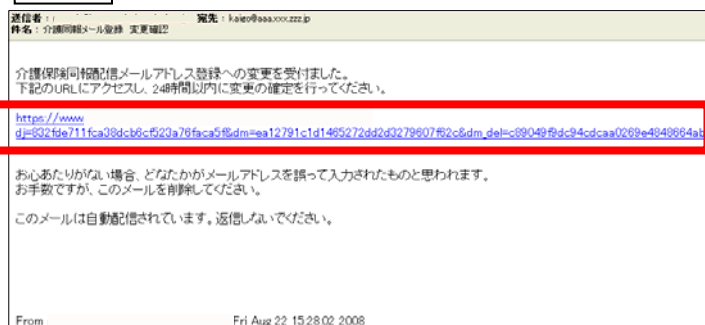 送信者： 宛先：kaigo@aaa.xxx.zzz.jp
件名：介護同報メール登録 変更確認
介護保険同報配信メールアドレス登録への変更を受付ました。
下記のURLにアクセスし、24時間以内に変更の確定を行ってください。
https://www
dj=832fde711fca38dcb6cf523a76faca5f&dm=ea12791c1d1465272dd2d3279607f62c&dm_del=c89049f9dc94cdcaa0269e4848664ab
お心あたりがない場合、どなたかがメールアドレスを誤って入力されたものと思われます。
お手数ですが、このメールを削除してください。
このメールは自動配信されています。返信しないでください。
From Fri Aug 22 15:28:02 2008